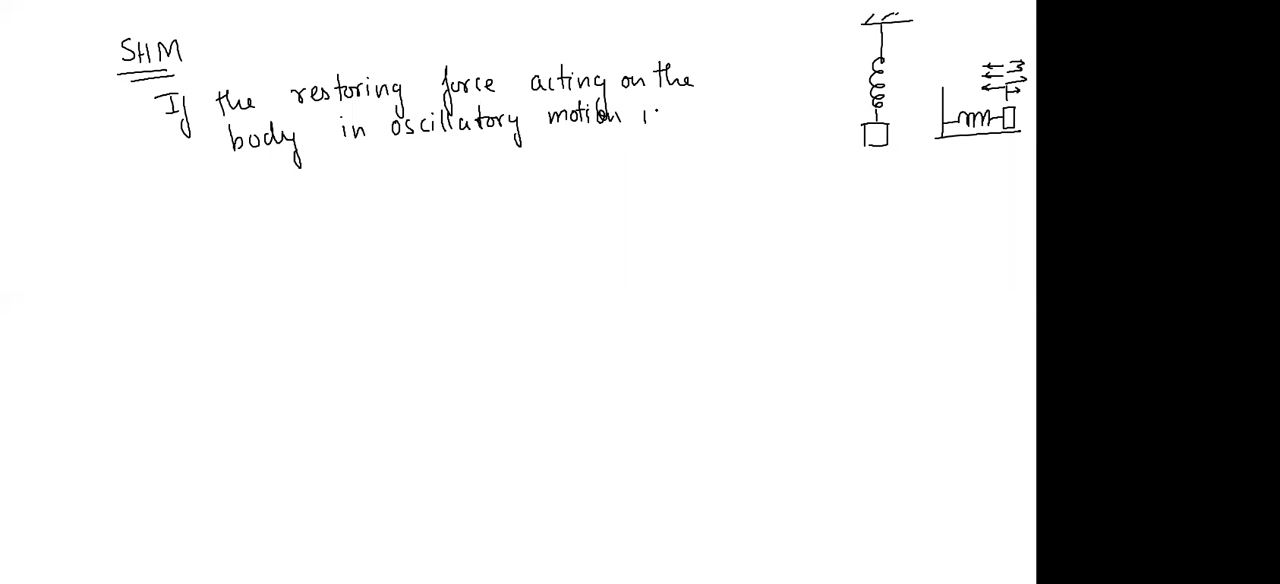 SHM
If the restoring force acting on the
body in oscillatory motion